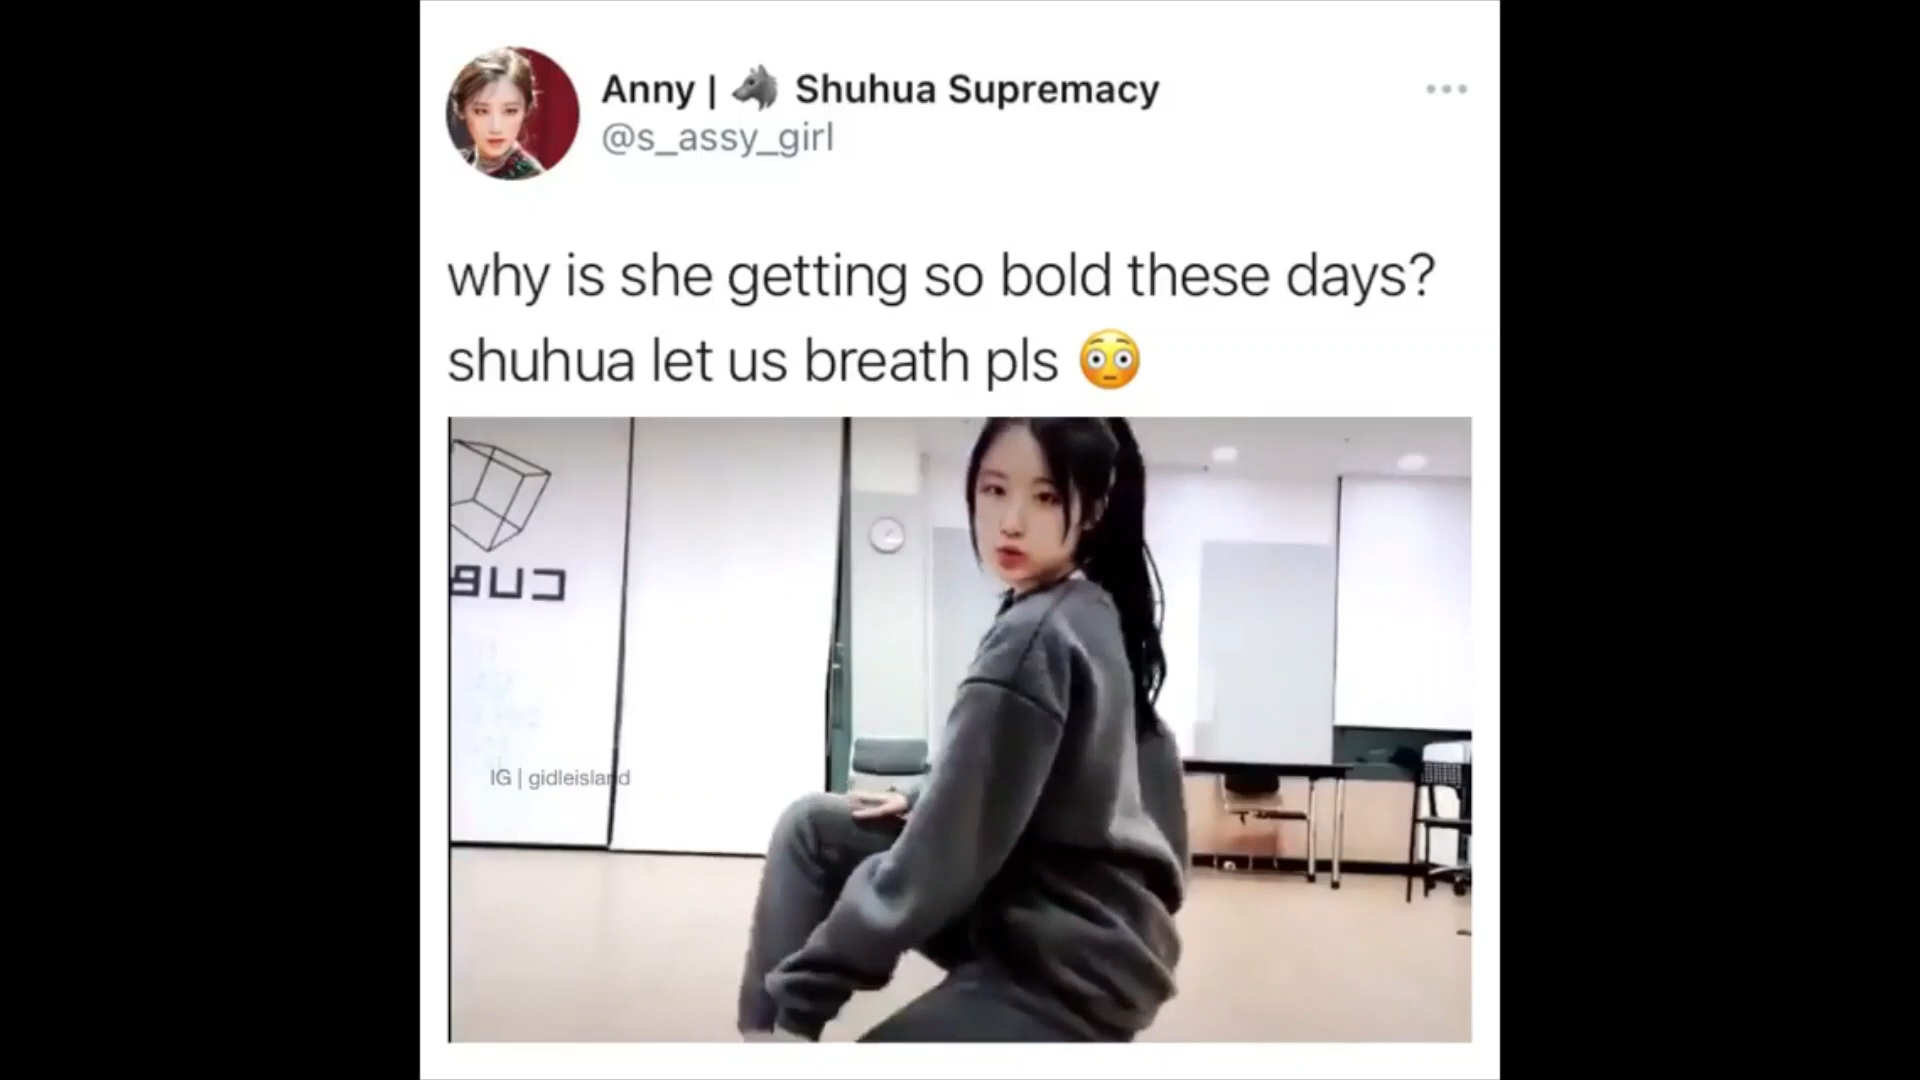 Anny | 🐺 Shuhua Supremacy
@s_assy_girl
why is she getting so bold these days?
shuhua let us breath pls 😳
CUB
IG | gidleisland